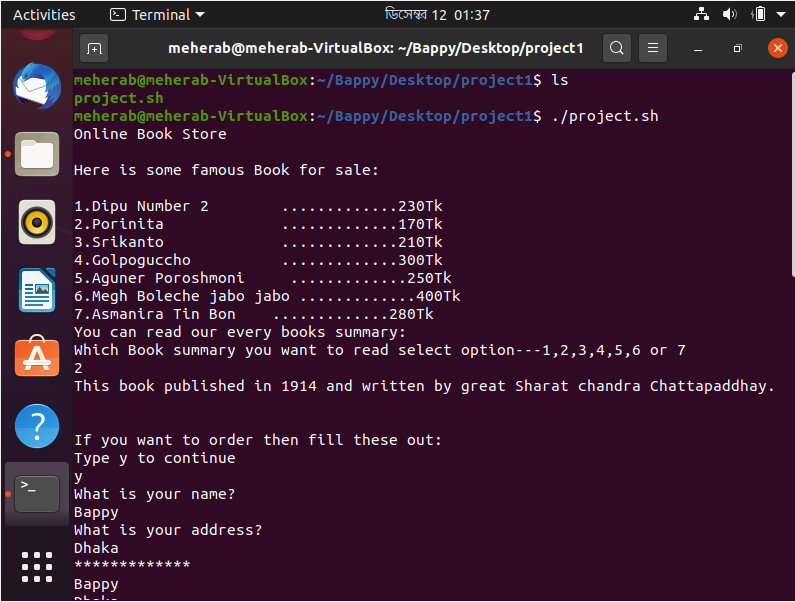 Activities Terminal ডিসেম্বর 12 01:37
meherab@meherab-VirtualBox: ~/Bappy/Desktop/project1
meherab@meherab-VirtualBox:~/Bappy/Desktop/project1$ ls
project.sh
meherab@meherab-VirtualBox:~/Bappy/Desktop/project1$ ./project.sh
Online Book Store
Here is some famous Book for sale:
1.Dipu Number 2 .............230Tk
2.Porinita .............170Tk
3.Srikanto .............210Tk
4.Golpoguccho .............300Tk
5.Aguner Poroshmoni .............250Tk
6.Megh Boleche jabo jabo .............400Tk
7.Asmanira Tin Bon .............280Tk
You can read our every books summary:
Which Book summary you want to read select option---1,2,3,4,5,6 or 7
2
This book published in 1914 and written by great Sharat chandra Chattapaddhay.
If you want to order then fill these out:
Type y to continue
y
What is your name?
Bappy
What is your address?
Dhaka
*************
Bappy
Dhaka